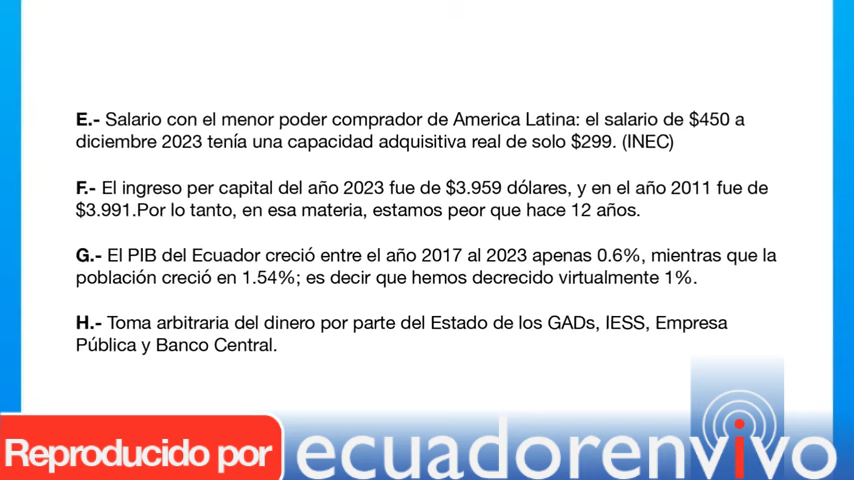 E.- Salario con el menor poder comprador de America Latina: el salario de $450 a
diciembre 2023 tenía una capacidad adquisitiva real de solo $299. (INEC)
F.- El ingreso per capital del año 2023 fue de $3.959 dólares, y en el año 2011 fue de
$3.991.Por lo tanto, en esa materia, estamos peor que hace 12 años.
G.- El PIB del Ecuador creció entre el año 2017 al 2023 apenas 0.6%, mientras que la
población creció en 1.54%; es decir que hemos decrecido virtualmente 1%.
H.- Toma arbitraria del dinero por parte del Estado de los GADs, IESS, Empresa
Pública y Banco Central.
Reproducido por ecuadorenvivo